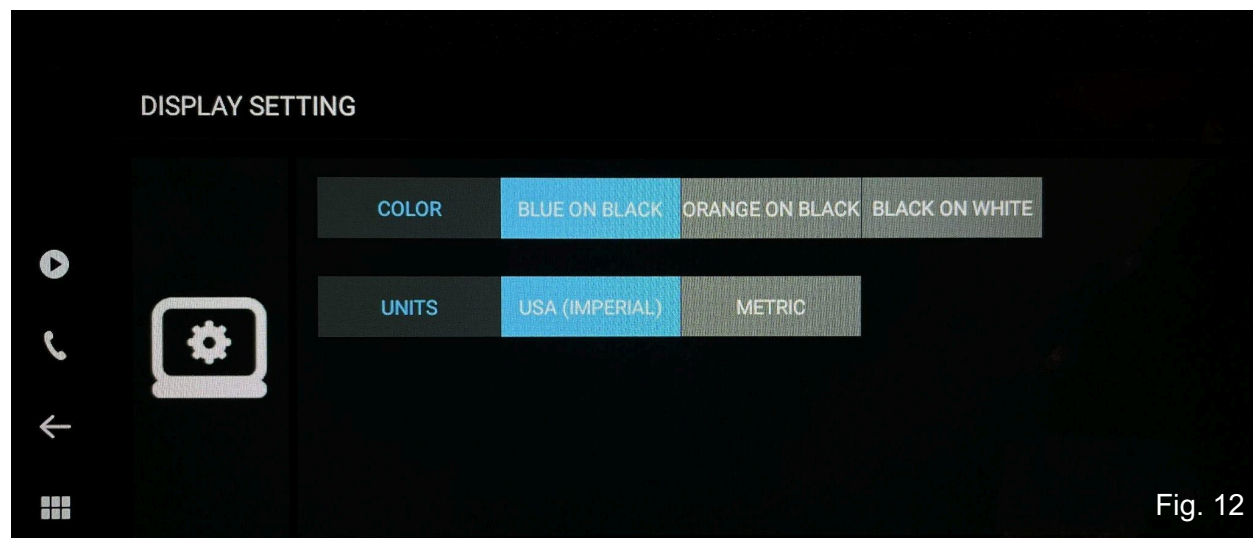 DISPLAY SETTING
COLOR BLUE ON BLACK ORANGE ON BLACK BLACK ON WHITE
UNITS USA (IMPERIAL) METRIC
Fig. 12